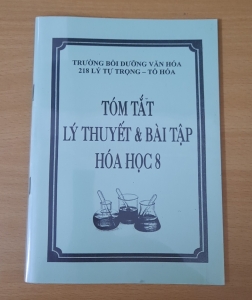 TRƯỜNG BỒI DƯỠNG VĂN HÓA
218 LÝ TỰ TRỌNG – TỔ HÓA
TÓM TẮT
LÝ THUYẾT & BÀI TẬP
HÓA HỌC 8